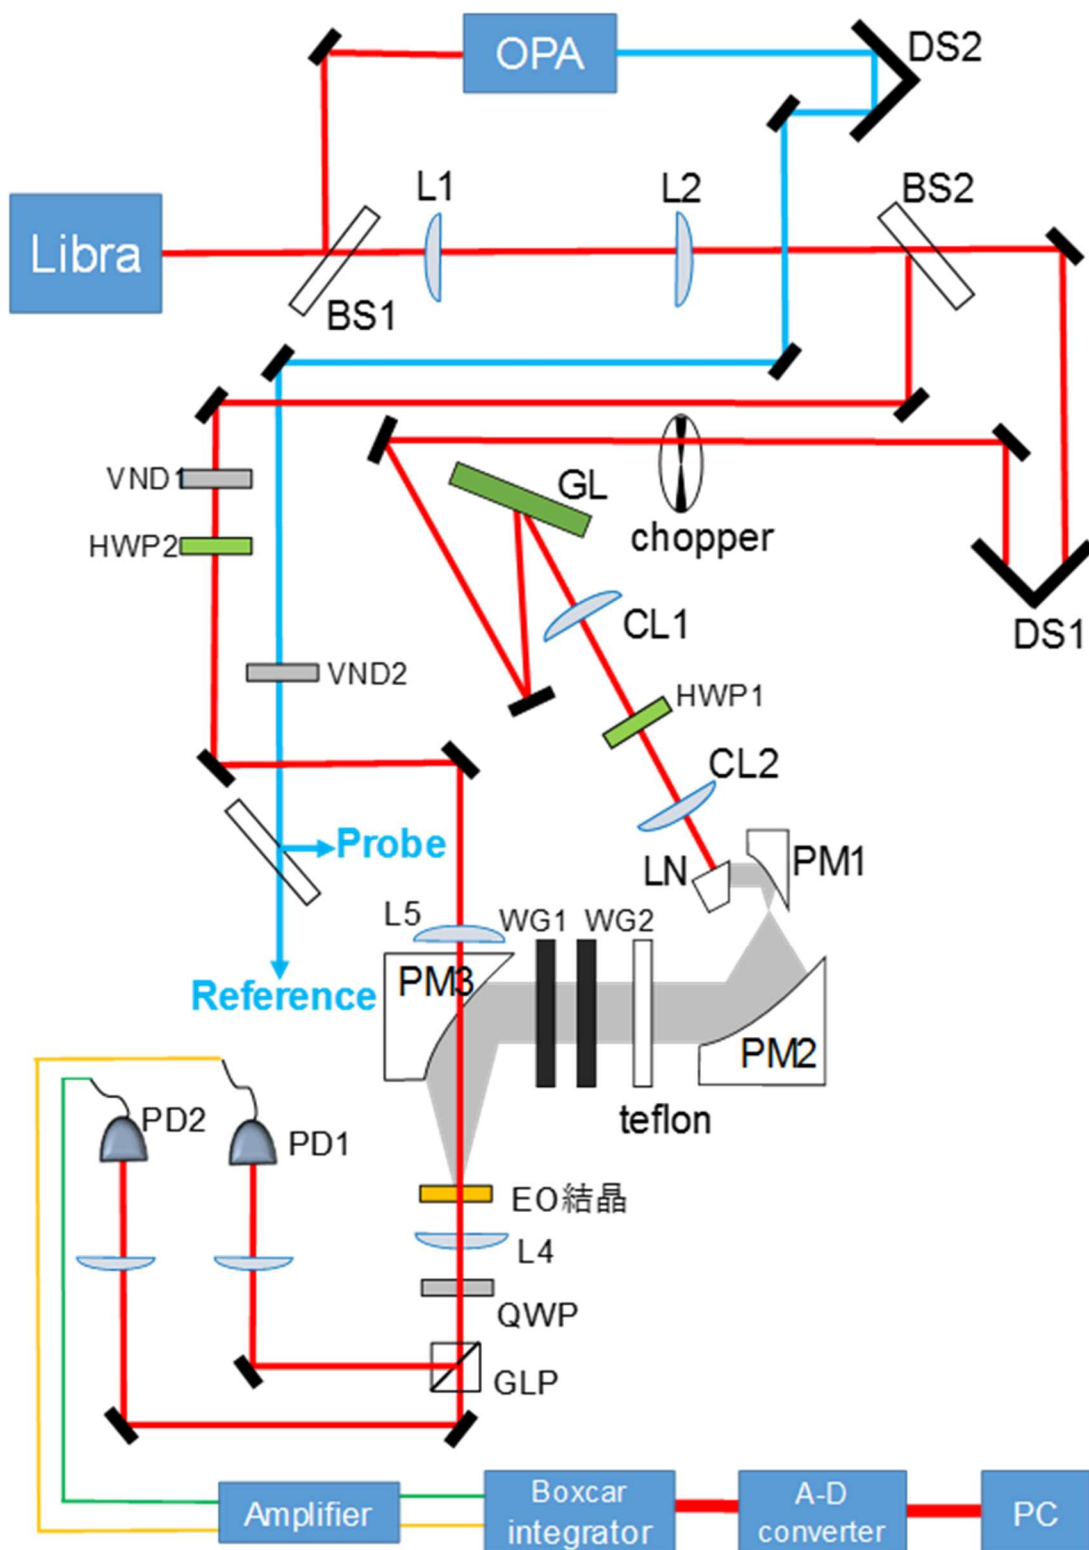 OPA
DS2
L1
L2
BS2
Libra
BS1
VND1
HWP2
GL
chopper
CL1
DS1
VND2
HWP1
CL2
Probe
LN
PM1
L5
WG1
WG2
PM3
Reference
PM2
teflon
PD2
PD1
EO結晶
L4
QWP
GLP
Amplifier
Boxcar
integrator
A-D
converter
PC